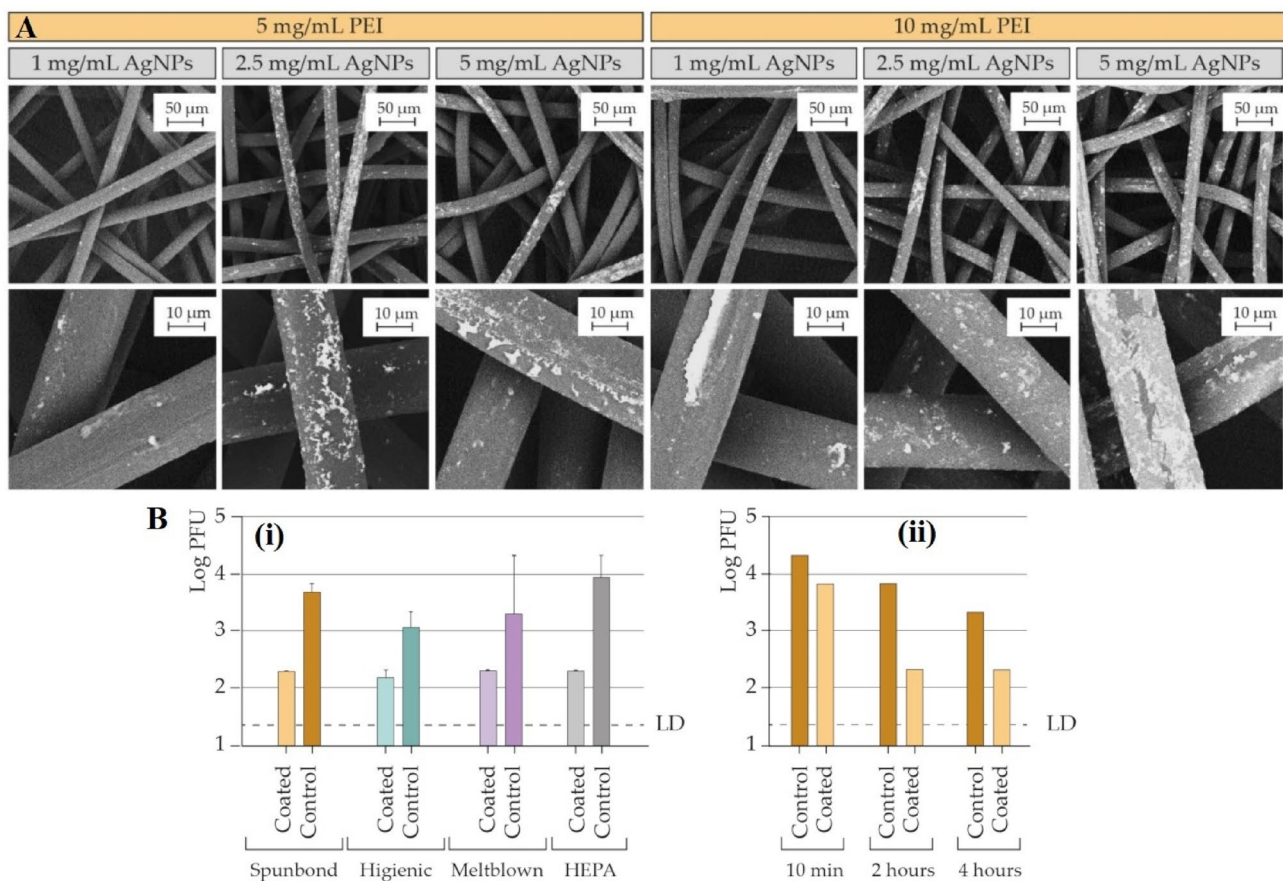 A
5 mg/mL PEI 10 mg/mL PEI
1 mg/mL AgNPs 2.5 mg/mL AgNPs 5 mg/mL AgNPs 1 mg/mL AgNPs 2.5 mg/mL AgNPs 5 mg/mL AgNPs
50 µm 50 µm 50 µm 50 µm 50 µm 50 µm
10 µm 10 µm 10 µm 10 µm 10 µm 10 µm
B
(i)
Log PFU
5
4
3
2
1
LD
Coated Control Coated Control Coated Control Coated Control
Spunbond Higienic Meltblown HEPA
(ii)
Log PFU
5
4
3
2
1
LD
Control Coated Control Coated Control Coated
10 min 2 hours 4 hours